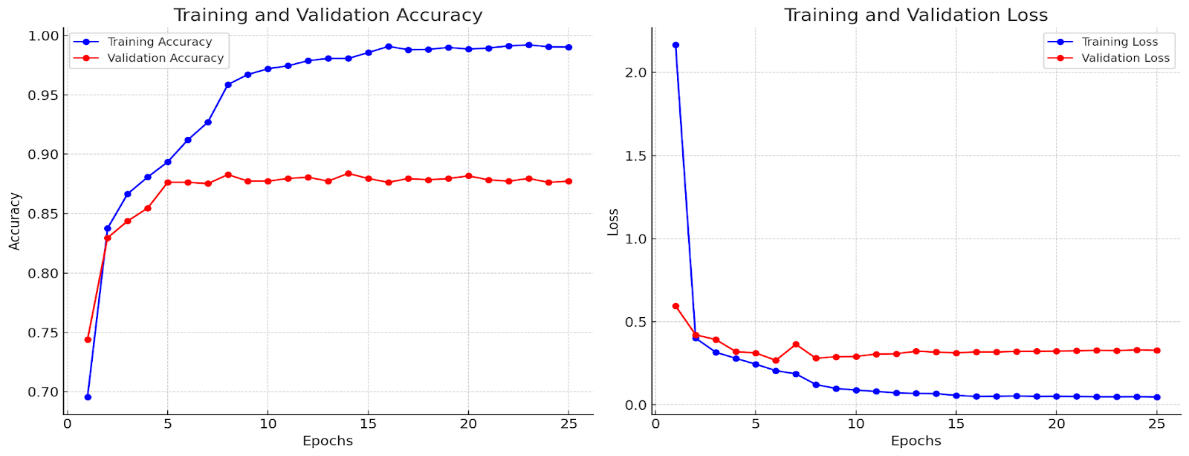 Training and Validation Accuracy
1.00
0.95
0.90
0.85
0.80
0.75
0.70
Accuracy
Training Accuracy
Validation Accuracy
0 5 10 15 20 25
Epochs
Training and Validation Loss
2.0
1.5
1.0
0.5
0.0
Loss
Training Loss
Validation Loss
0 5 10 15 20 25
Epochs